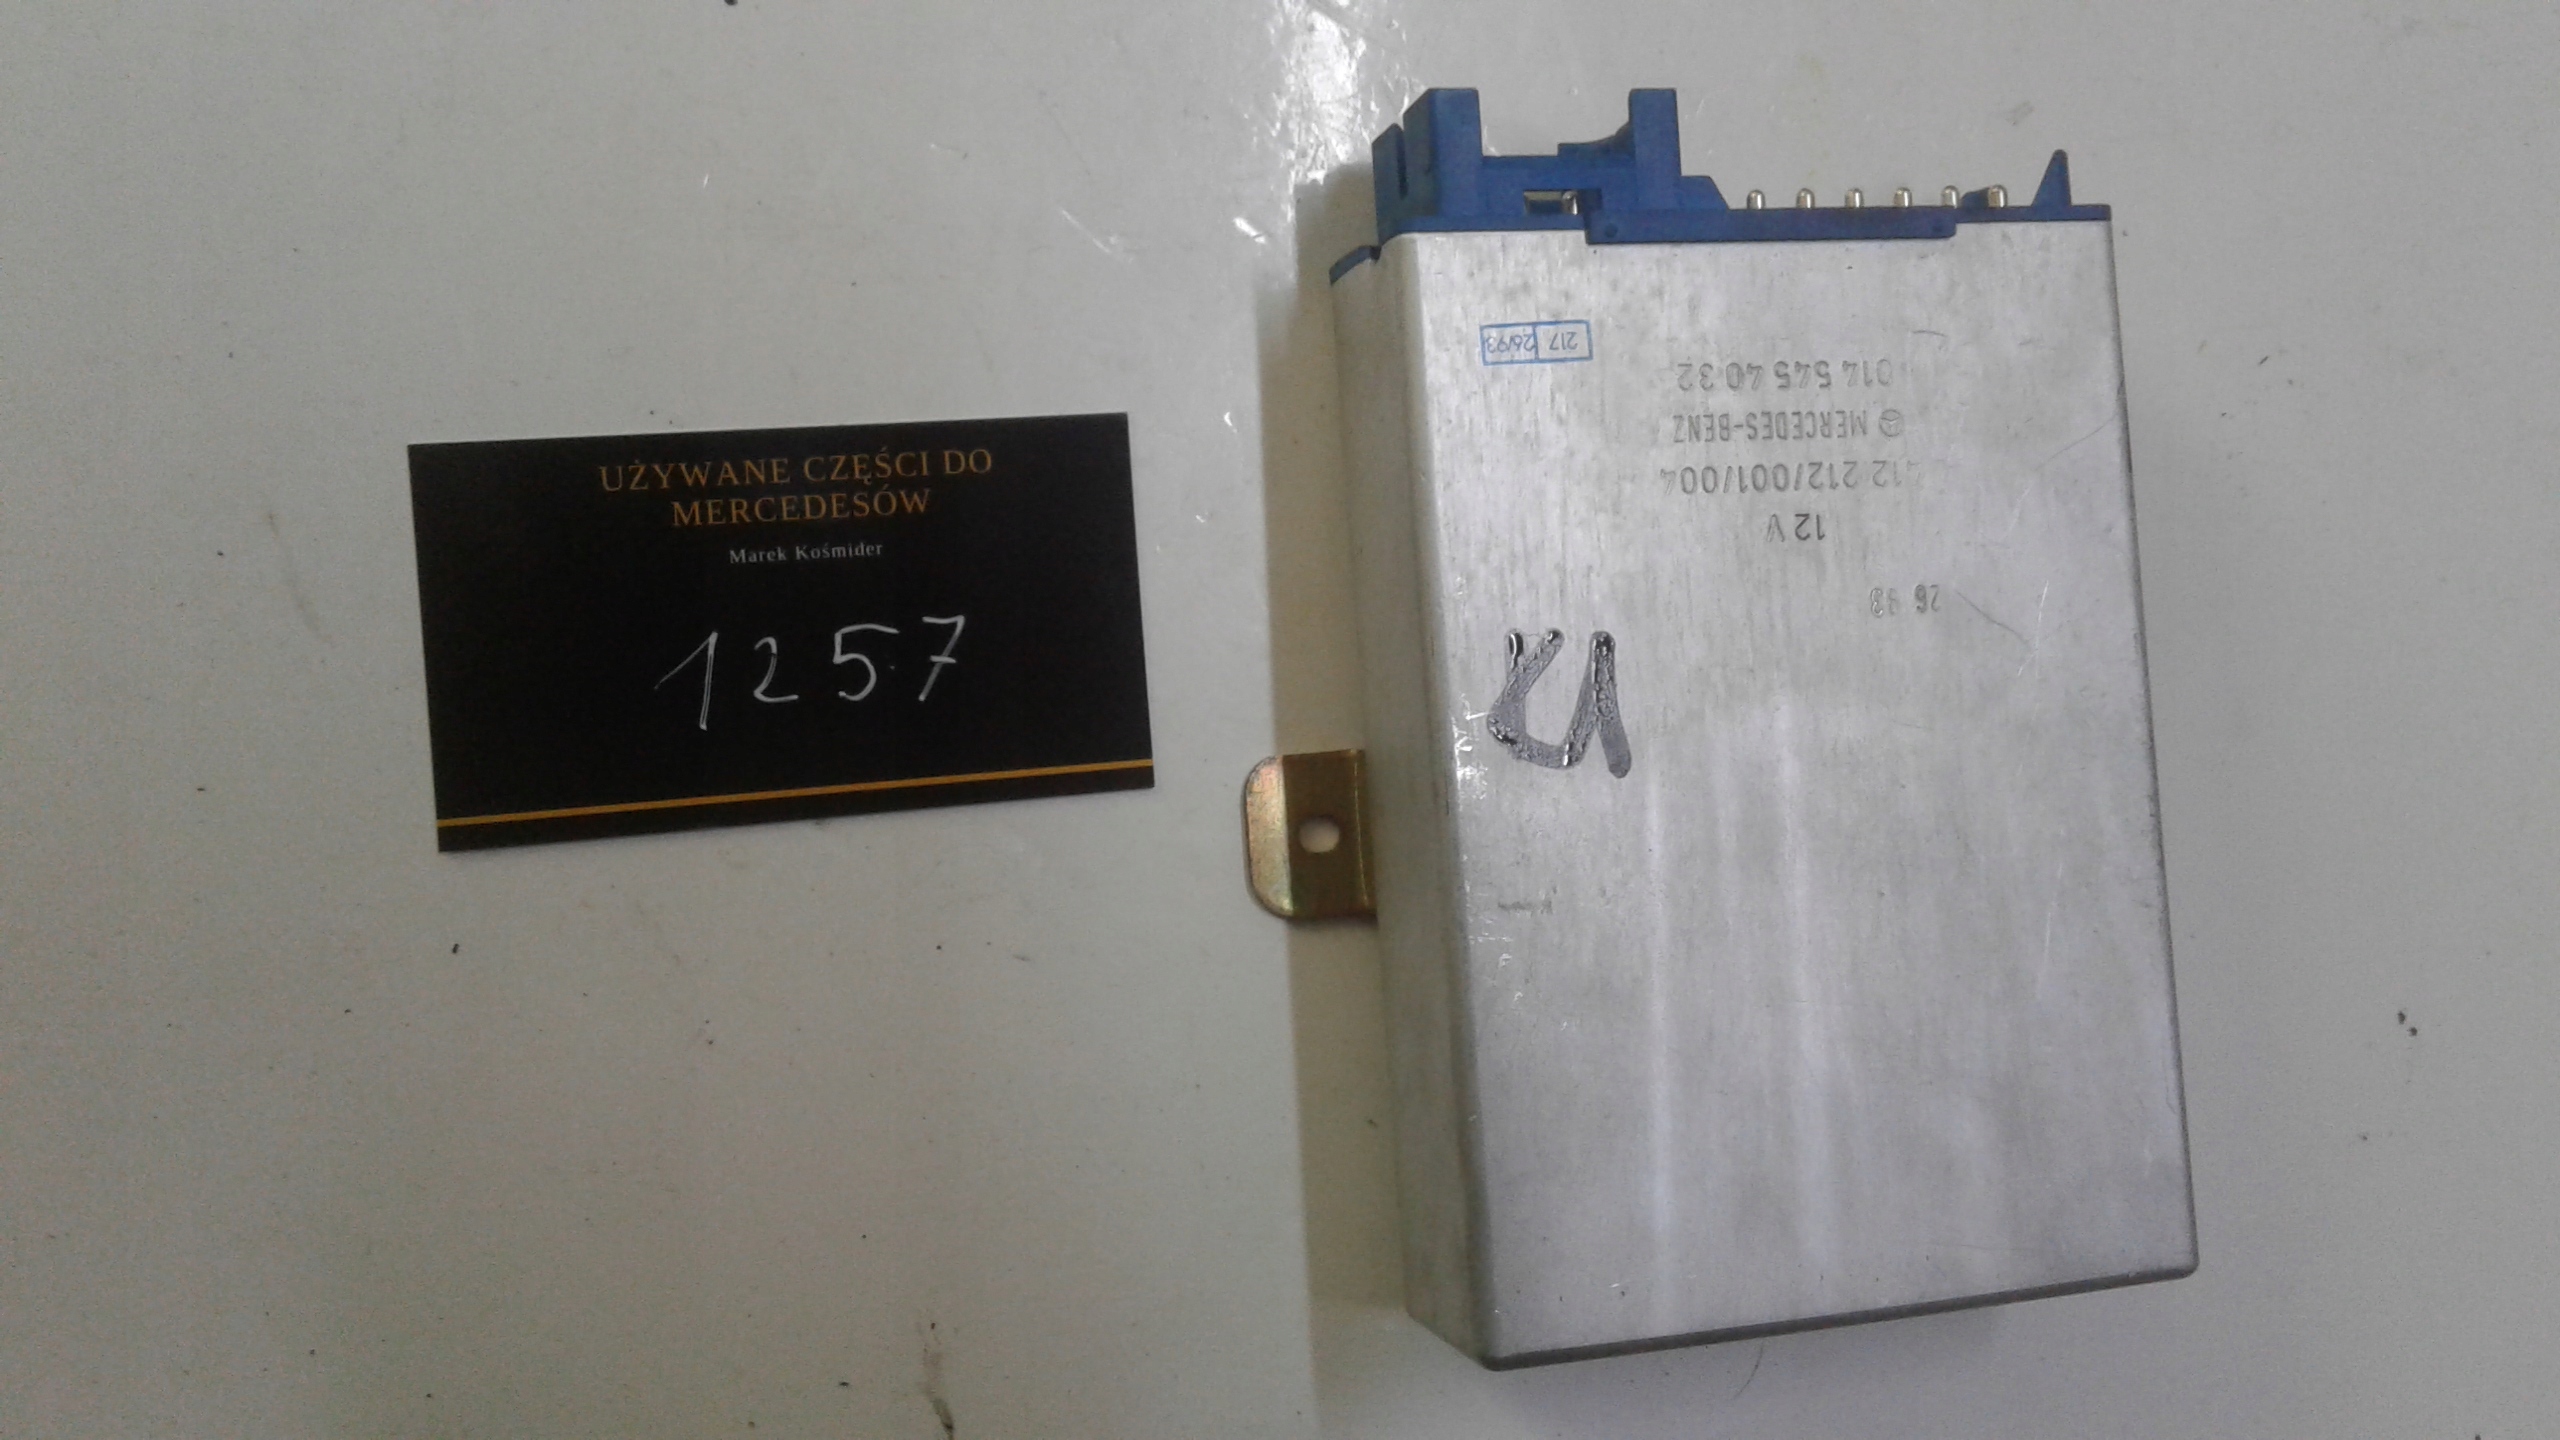 UŻYWANE CZĘŚCI DO
MERCEDESÓW
Marek Kośmider
1257
217 26/93
014 545 40 32
MERCEDES-BENZ
412 212/001/004
12 V
26 93